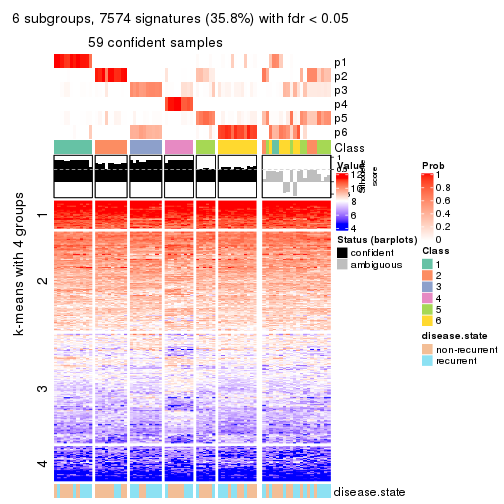 6 subgroups, 7574 signatures (35.8%) with fdr < 0.05
59 confident samples
p1
p2
p3
p4
p5
p6
Class
1
0.5
Silhouette
score
k-means with 4 groups
1
2
3
4
disease.state
Value
12
10
8
6
4
Status (barplots)
confident
ambiguous
Prob
1
0.8
0.6
0.4
0.2
0
Class
1
2
3
4
5
6
disease.state
non-recurrent
recurrent